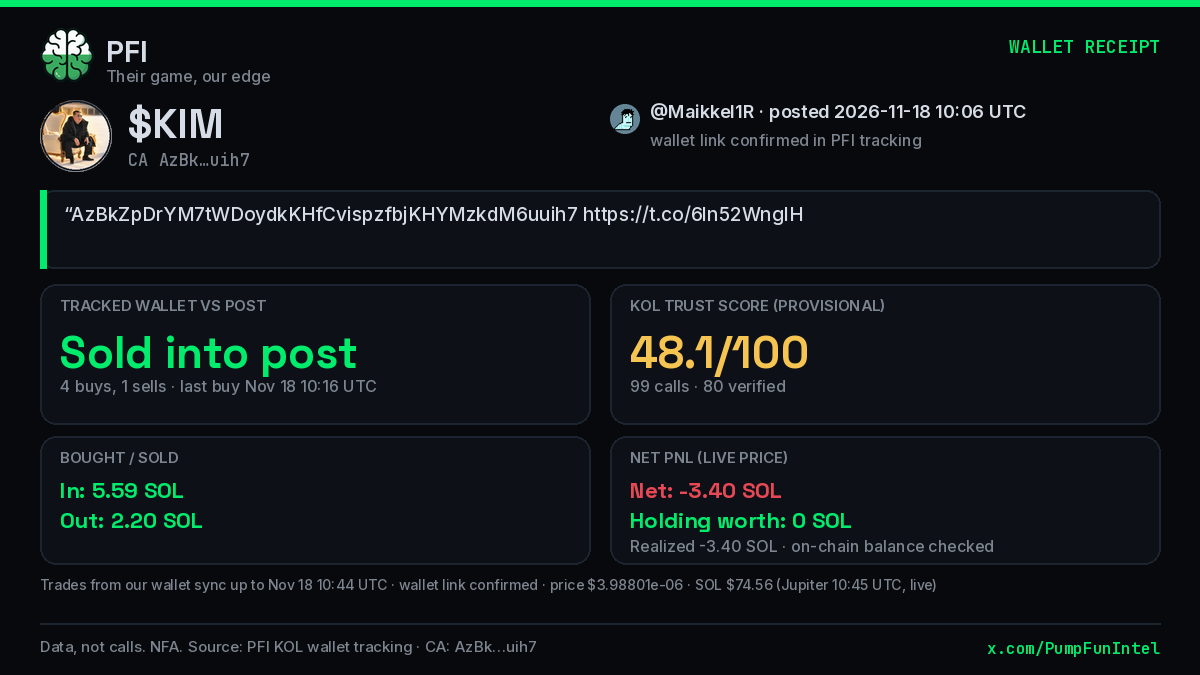 PFI
Their game, our edge
WALLET RECEIPT
$KIM
CA AzBk…uih7
@Maikkel1R · posted 2026-11-18 10:06 UTC
wallet link confirmed in PFI tracking
“AzBkZpDrYM7tWDoydkKHfCvispzfbjKHYMzkdM6uuih7 https://t.co/6In52WngIH
TRACKED WALLET VS POST
Sold into post
4 buys, 1 sells · last buy Nov 18 10:16 UTC
KOL TRUST SCORE (PROVISIONAL)
48.1/100
99 calls · 80 verified
BOUGHT / SOLD
In: 5.59 SOL
Out: 2.20 SOL
NET PNL (LIVE PRICE)
Net: -3.40 SOL
Holding worth: 0 SOL
Realized -3.40 SOL · on-chain balance checked
Trades from our wallet sync up to Nov 18 10:44 UTC · wallet link confirmed · price $3.98801e-06 · SOL $74.56 (Jupiter 10:45 UTC, live)
Data, not calls. NFA. Source: PFI KOL wallet tracking · CA: AzBk…uih7
x.com/PumpFunIntel